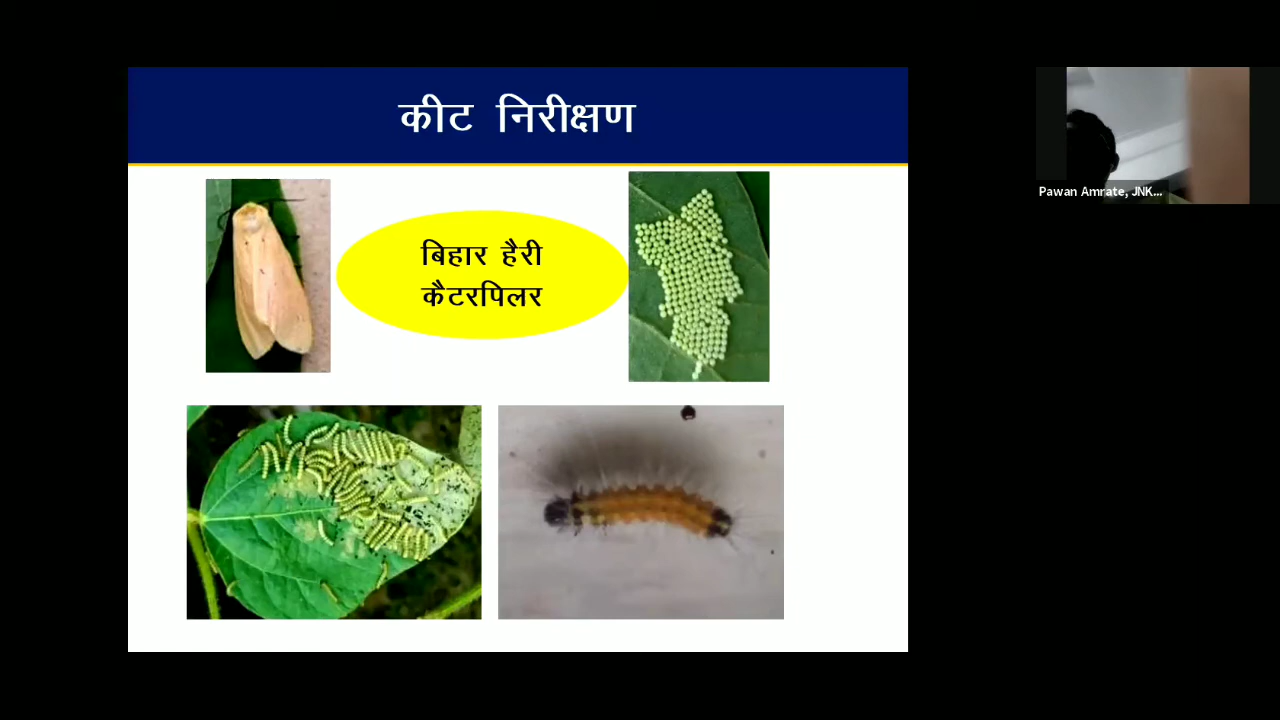 कीट निरीक्षण
बिहार हैरी
कैटरपिलर
Pawan Amrate, JNK...